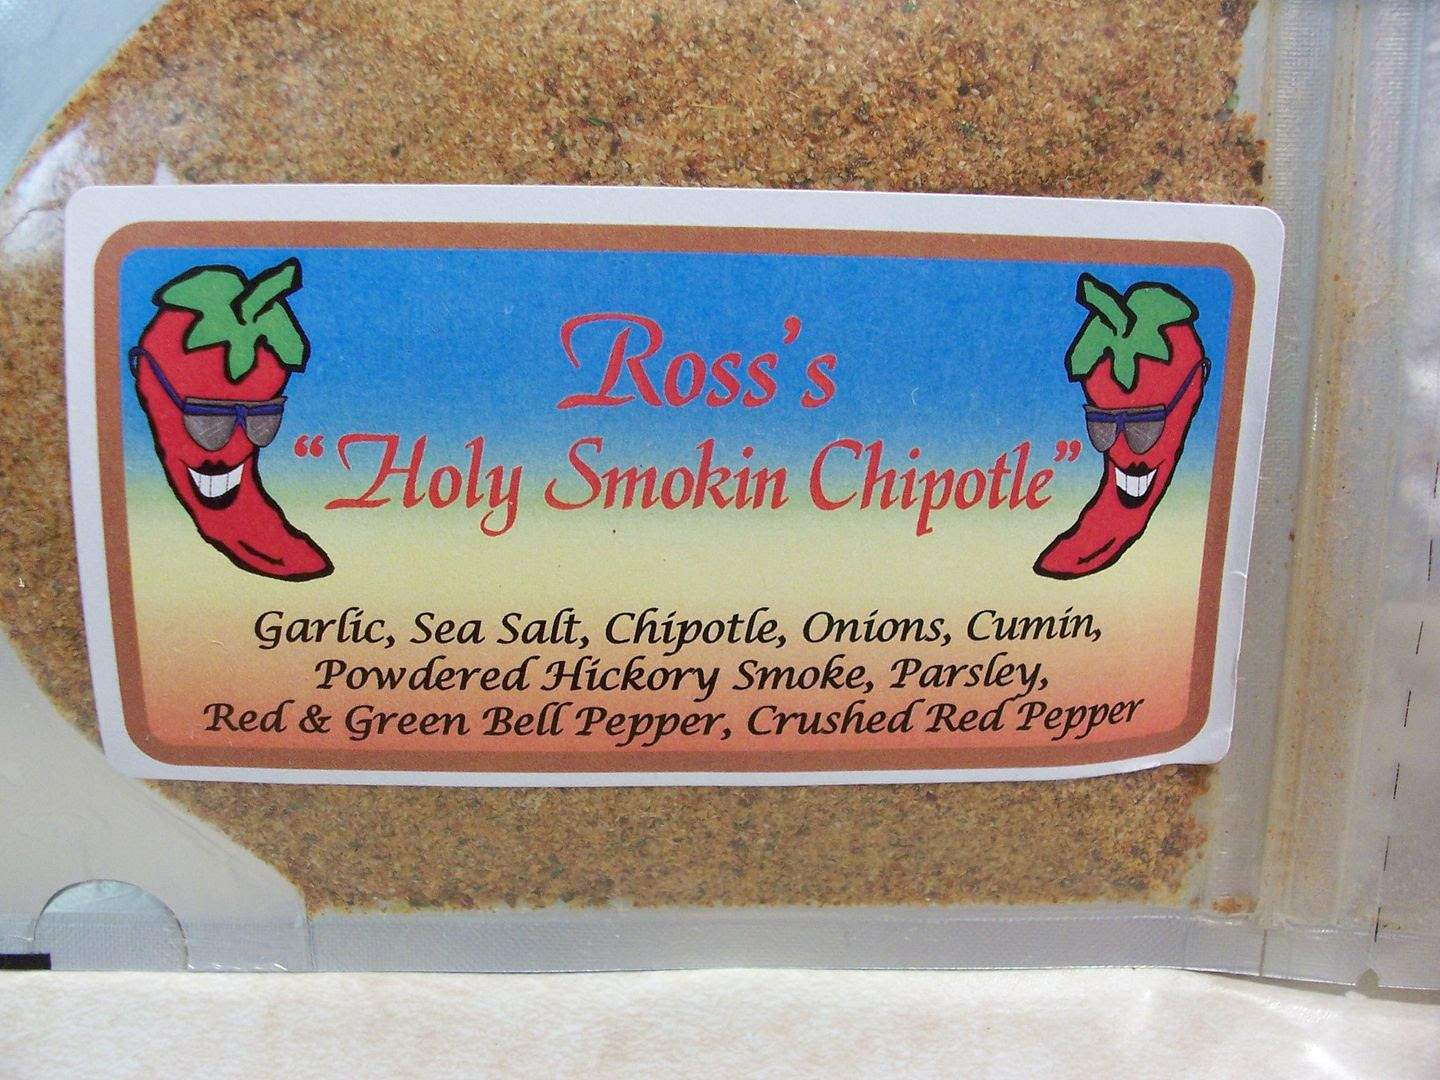 Ross's
“Holy Smokin Chipotle”
Garlic, Sea Salt, Chipotle, Onions, Cumin,
Powdered Hickory Smoke, Parsley,
Red & Green Bell Pepper, Crushed Red Pepper